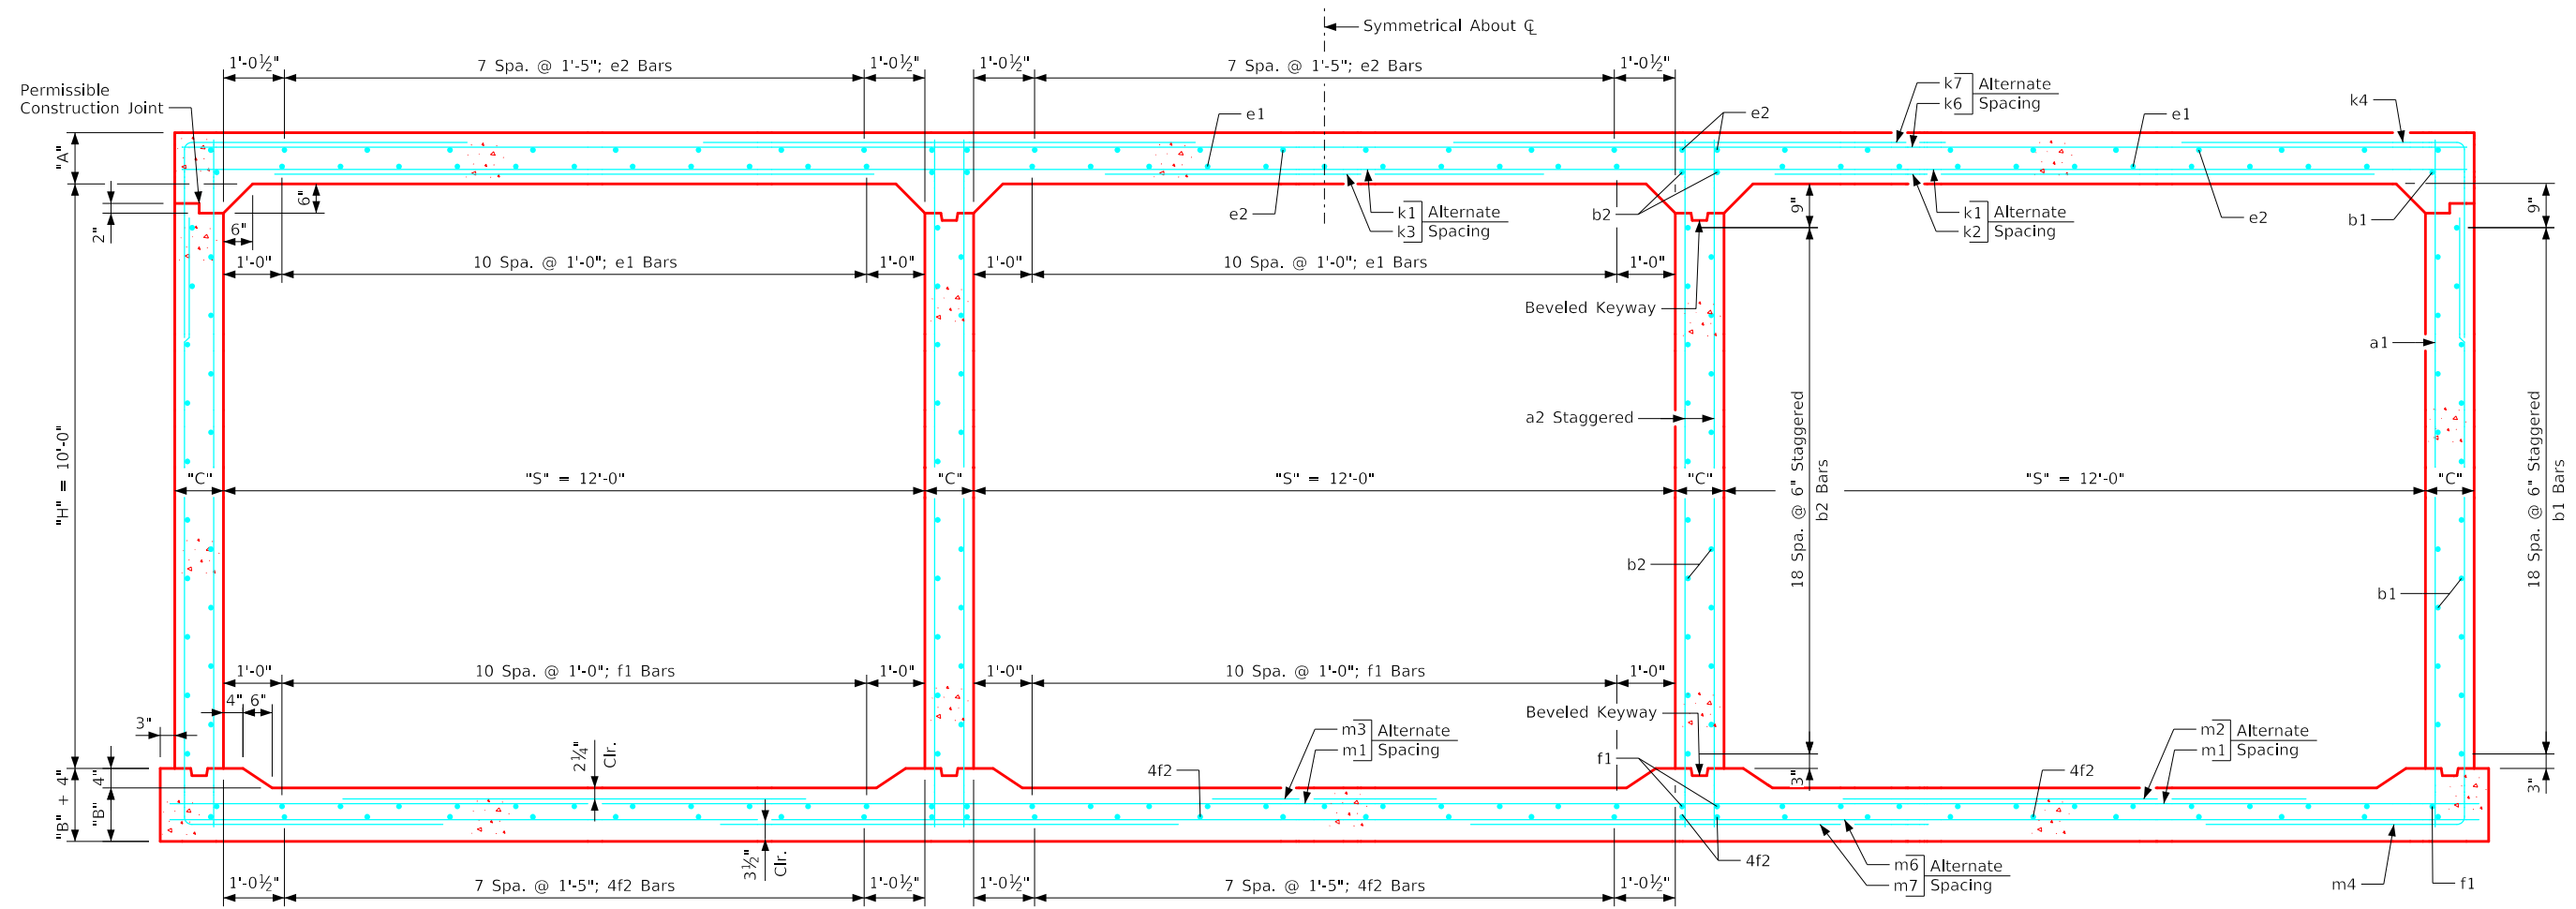 Symmetrical About ℄
1'-0½"
7 Spa. @ 1'-5"; e2 Bars
1'-0½"
1'-0½"
7 Spa. @ 1'-5"; e2 Bars
1'-0½"
Permissible
Construction Joint
k7
k6
Alternate
Spacing
k4
e1
e2
e1
"A"
6"
2"
6"
e2
k1
k3
Alternate
Spacing
b2
9"
k1
k2
Alternate
Spacing
e2
b1
9"
1'-0"
10 Spa. @ 1'-0"; e1 Bars
1'-0"
1'-0"
10 Spa. @ 1'-0"; e1 Bars
1'-0"
Beveled Keyway
a1
a2 Staggered
"H" = 10'-0"
"C"
"S" = 12'-0"
"C"
"S" = 12'-0"
"C"
"S" = 12'-0"
"C"
18 Spa. @ 6" Staggered
b2 Bars
18 Spa. @ 6" Staggered
b1 Bars
b2
b1
1'-0"
10 Spa. @ 1'-0"; f1 Bars
1'-0"
1'-0"
10 Spa. @ 1'-0"; f1 Bars
1'-0"
4"
6"
3"
Beveled Keyway
m3
m1
Alternate
Spacing
m2
m1
Alternate
Spacing
2¼"
Clr.
4f2
f1
3"
4f2
3"
"B" + 4"
4"
"B"
3½"
Clr.
4f2
m6
m7
Alternate
Spacing
m4
f1
1'-0½"
7 Spa. @ 1'-5"; 4f2 Bars
1'-0½"
1'-0½"
7 Spa. @ 1'-5"; 4f2 Bars
1'-0½"